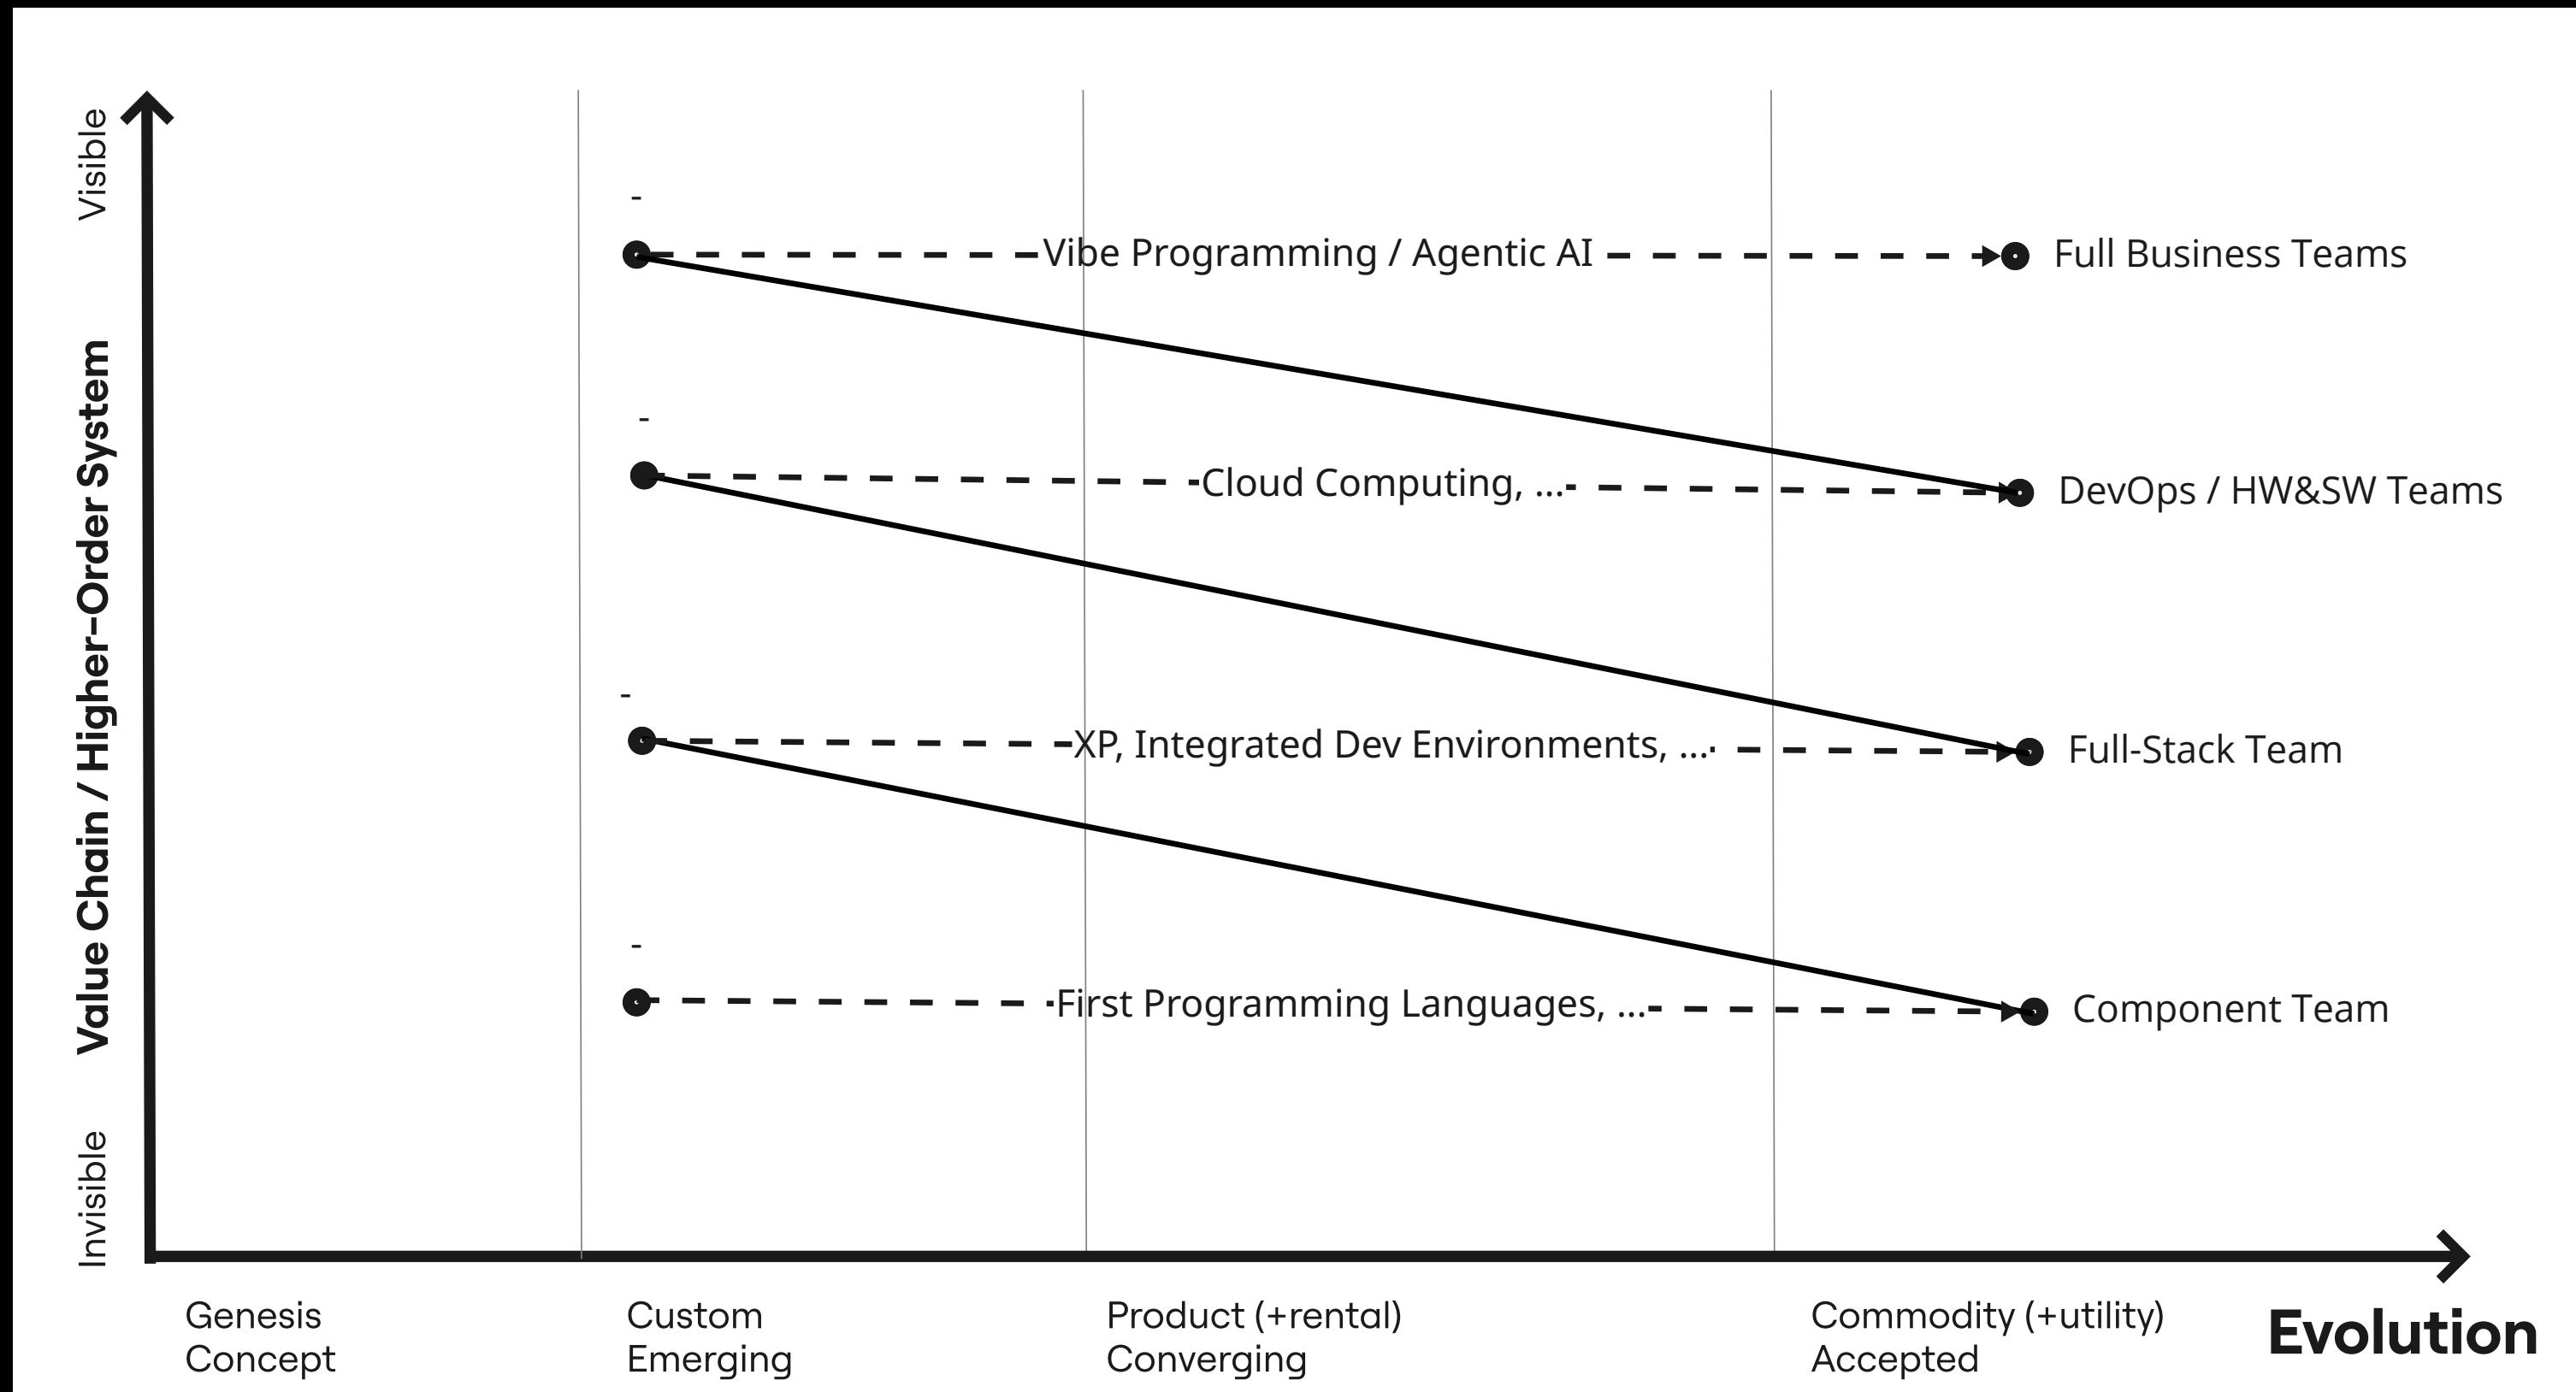 Visible
Value Chain / Higher-Order System
Invisible
-
Vibe Programming / Agentic AI
Full Business Teams
-
Cloud Computing, ...
DevOps / HW&SW Teams
-
XP, Integrated Dev Environments, ...
Full-Stack Team
-
First Programming Languages, ...
Component Team
Genesis
Concept
Custom
Emerging
Product (+rental)
Converging
Commodity (+utility)
Accepted
Evolution